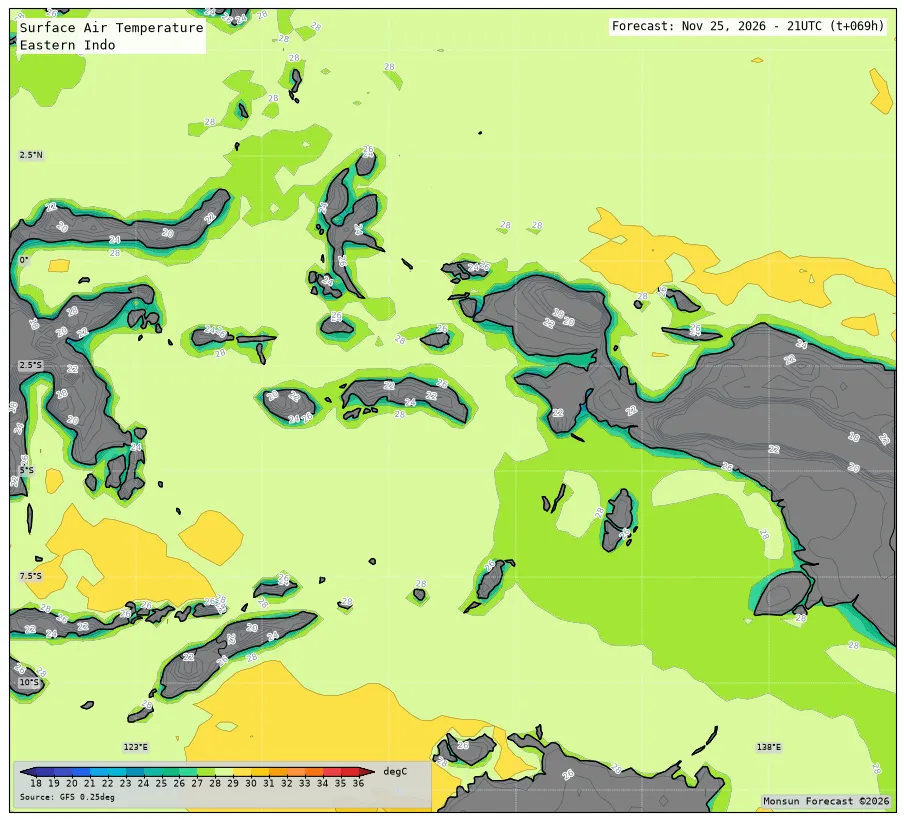 Surface Air Temperature
Eastern Indo
Forecast: Nov 25, 2026 - 21UTC (t+069h)
2.5°N
0°
2.5°S
5°S
7.5°S
10°S
123°E
138°E
degC
18 19 20 21 22 23 24 25 26 27 28 29 30 31 32 33 34 35 36
Source: GFS 0.25deg
Monsun Forecast ©2026